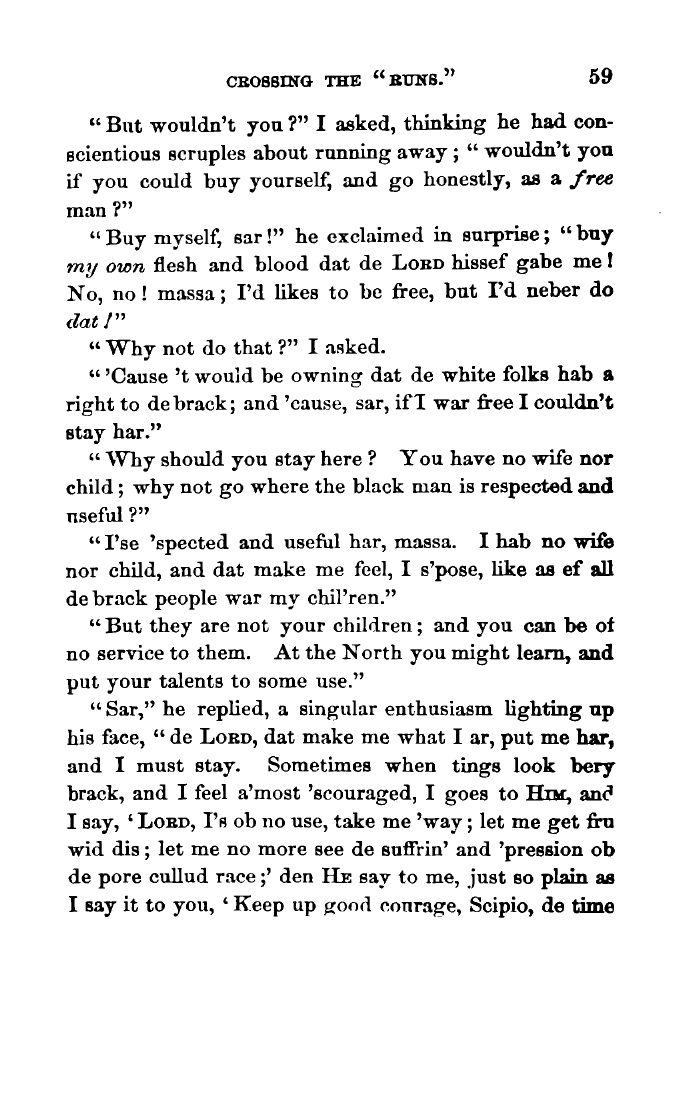 CROSSING THE “RUNS.” 59
“But wouldn’t you?” I asked, thinking he had con-
scientious scruples about running away; “wouldn’t you
if you could buy yourself, and go honestly, as a free
man?”
“Buy myself, sar!” he exclaimed in surprise; “buy
my own flesh and blood dat de LORD hissef gabe me!
No, no! massa; I’d likes to be free, but I’d neber do
dat!”
“Why not do that?” I asked.
“’Cause ’t would be owning dat de white folks hab a
right to de brack; and ’cause, sar, if I war free I couldn’t
stay har.”
“Why should you stay here? You have no wife nor
child; why not go where the black man is respected and
useful?”
“I’se ’spected and useful har, massa. I hab no wife
nor child, and dat make me feel, I s’pose, like as ef all
de brack people war my chil’ren.”
“But they are not your children; and you can be of
no service to them. At the North you might learn, and
put your talents to some use.”
“Sar,” he replied, a singular enthusiasm lighting up
his face, “de LORD, dat make me what I ar, put me har,
and I must stay. Sometimes when tings look bery
brack, and I feel a’most ’scouraged, I goes to HIM, and
I say, ‘LORD, I’s ob no use, take me ’way; let me get fru
wid dis; let me no more see de suffrin’ and ’pression ob
de pore cullud race;’ den HE say to me, just so plain as
I say it to you, ‘Keep up good courage, Scipio, de time